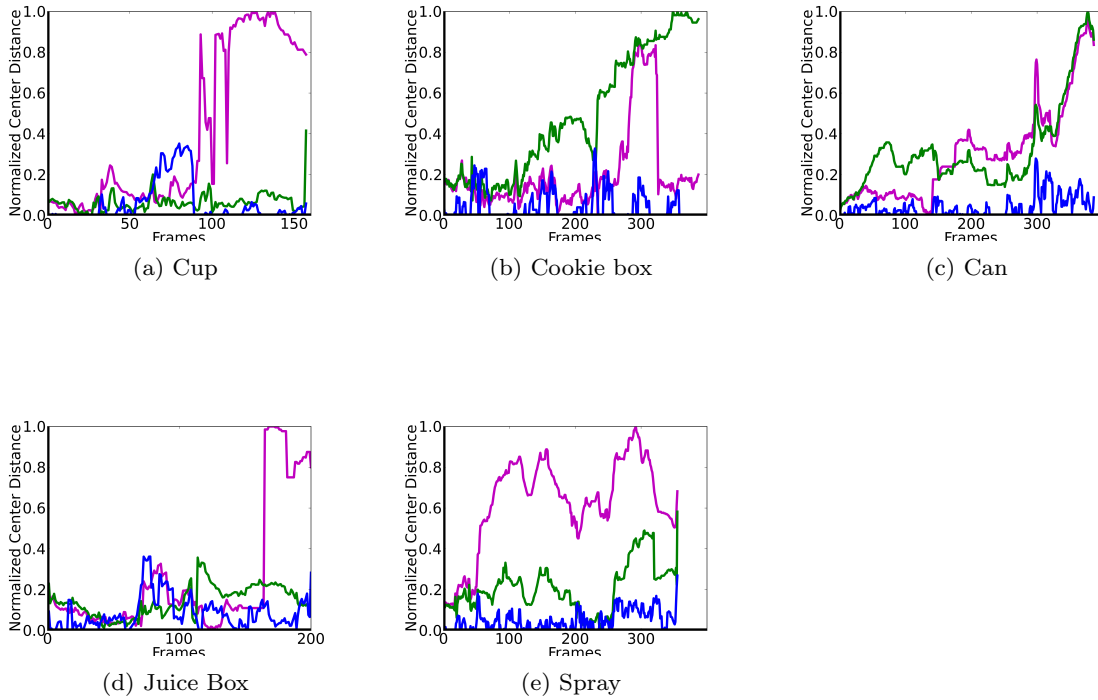 1.0
0.8
0.6
0.4
0.2
0.0
Normalized Center Distance
0 50 100 150
Frames
(a) Cup
1.0
0.8
0.6
0.4
0.2
0.0
Normalized Center Distance
0 100 200 300
Frames
(b) Cookie box
1.0
0.8
0.6
0.4
0.2
0.0
Normalized Center Distance
0 100 200 300
Frames
(c) Can
1.0
0.8
0.6
0.4
0.2
0.0
Normalized Center Distance
0 100 200
Frames
(d) Juice Box
1.0
0.8
0.6
0.4
0.2
0.0
Normalized Center Distance
0 100 200 300
Frames
(e) Spray